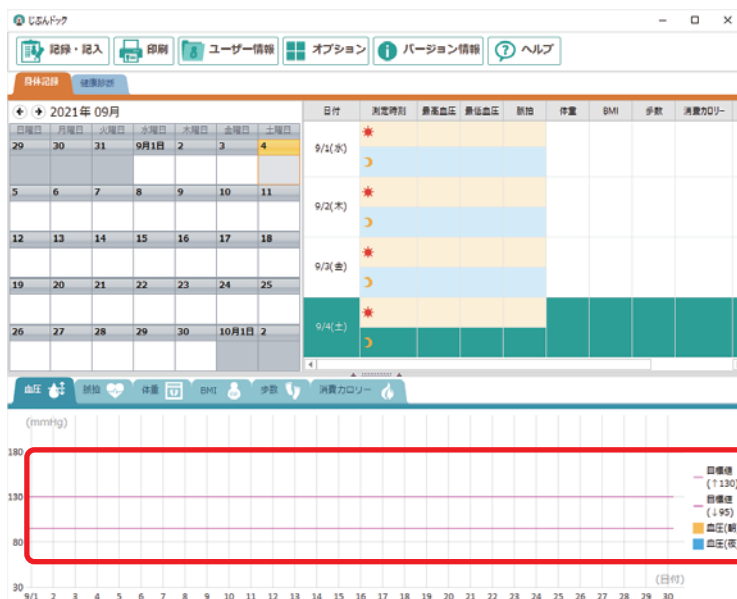 じぶんドック
記録・記入 印刷 ユーザー情報 オプション バージョン情報 ヘルプ
身体記録 健康診断
2021年 09月
日曜日 月曜日 火曜日 水曜日 木曜日 金曜日 土曜日
29 30 31 9月1日 2 3 4
5 6 7 8 9 10 11
12 13 14 15 16 17 18
19 20 21 22 23 24 25
26 27 28 29 30 10月1日 2
日付 測定時刻 最高血圧 最低血圧 脈拍 体重 BMI 歩数 消費カロリー
9/1(水)
9/2(木)
9/3(金)
9/4(土)
血圧 脈拍 体重 BMI 歩数 消費カロリー
(mmHg)
180
130
80
30
目標値
(↑130)
目標値
(↓95)
血圧(朝
血圧(夜
(日付)
9/1 2 3 4 5 6 7 8 9 10 11 12 13 14 15 16 17 18 19 20 21 22 23 24 25 26 27 28 29 30